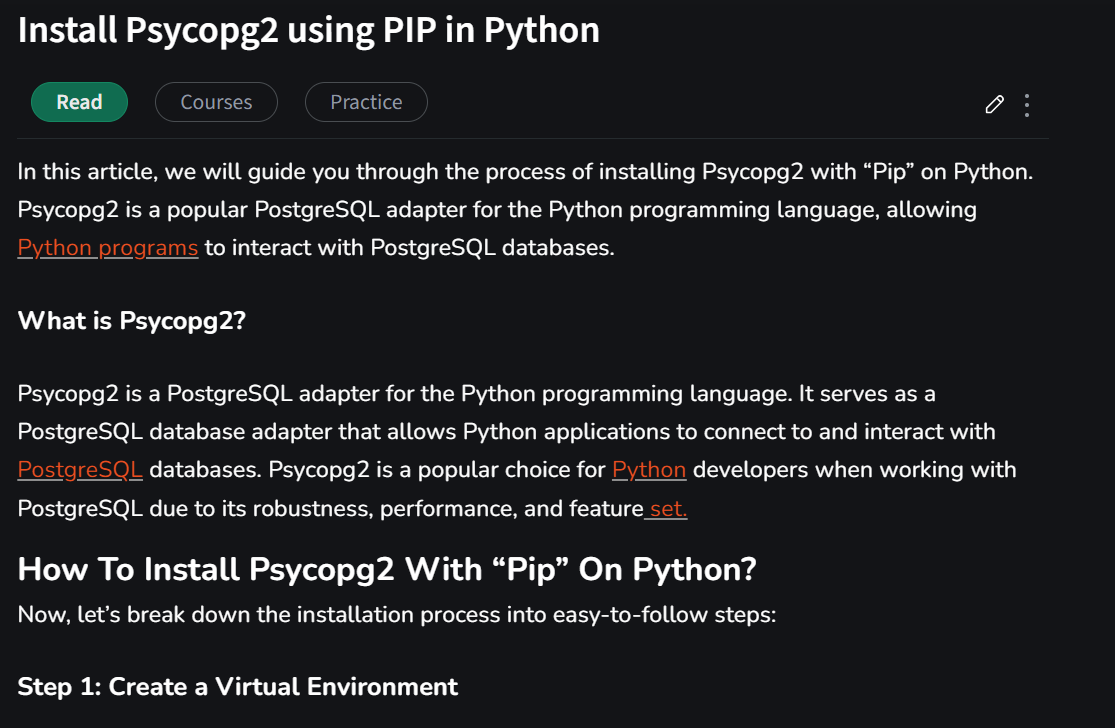 Install Psycopg2 using PIP in Python
Read Courses Practice
In this article, we will guide you through the process of installing Psycopg2 with “Pip” on Python.
Psycopg2 is a popular PostgreSQL adapter for the Python programming language, allowing
Python programs to interact with PostgreSQL databases.
What is Psycopg2?
Psycopg2 is a PostgreSQL adapter for the Python programming language. It serves as a
PostgreSQL database adapter that allows Python applications to connect to and interact with
PostgreSQL databases. Psycopg2 is a popular choice for Python developers when working with
PostgreSQL due to its robustness, performance, and feature set.
How To Install Psycopg2 With “Pip” On Python?
Now, let’s break down the installation process into easy-to-follow steps:
Step 1: Create a Virtual Environment